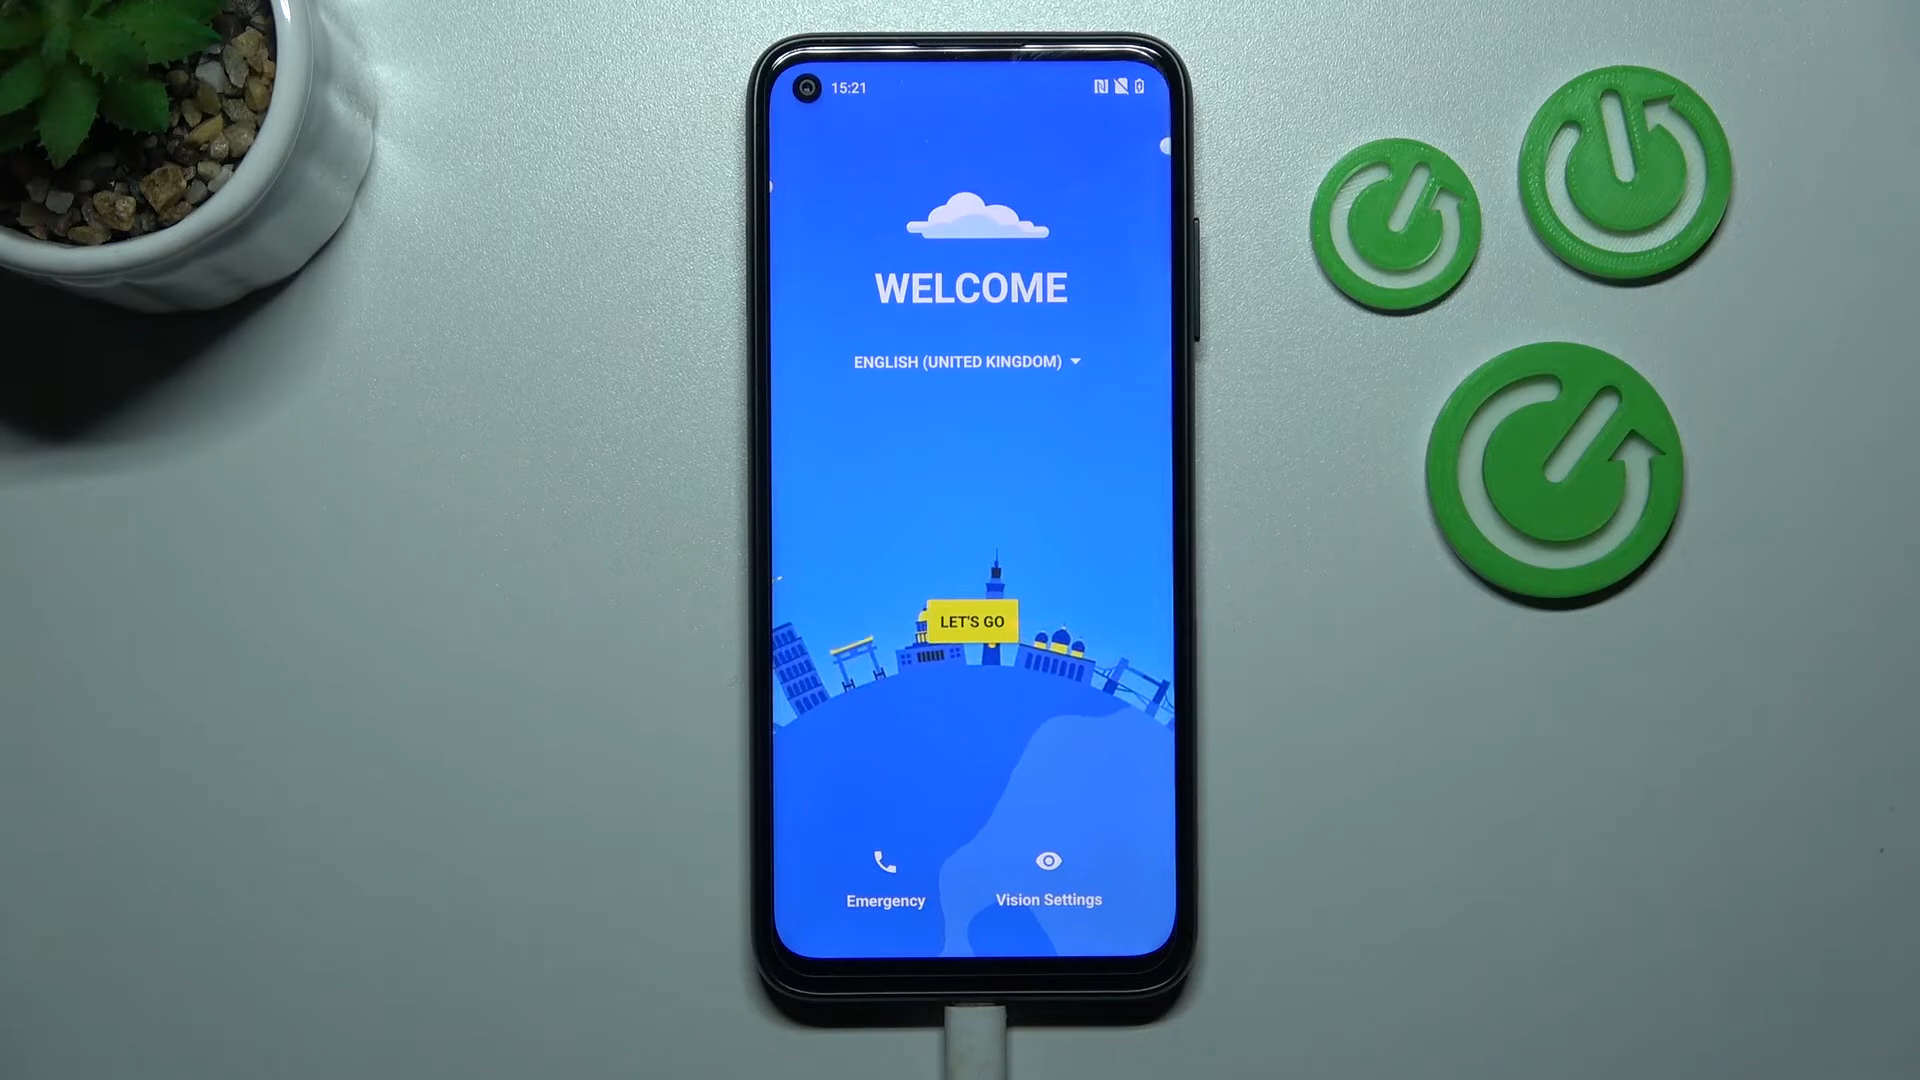 15:21
WELCOME
ENGLISH (UNITED KINGDOM)
LET'S GO
Emergency
Vision Settings